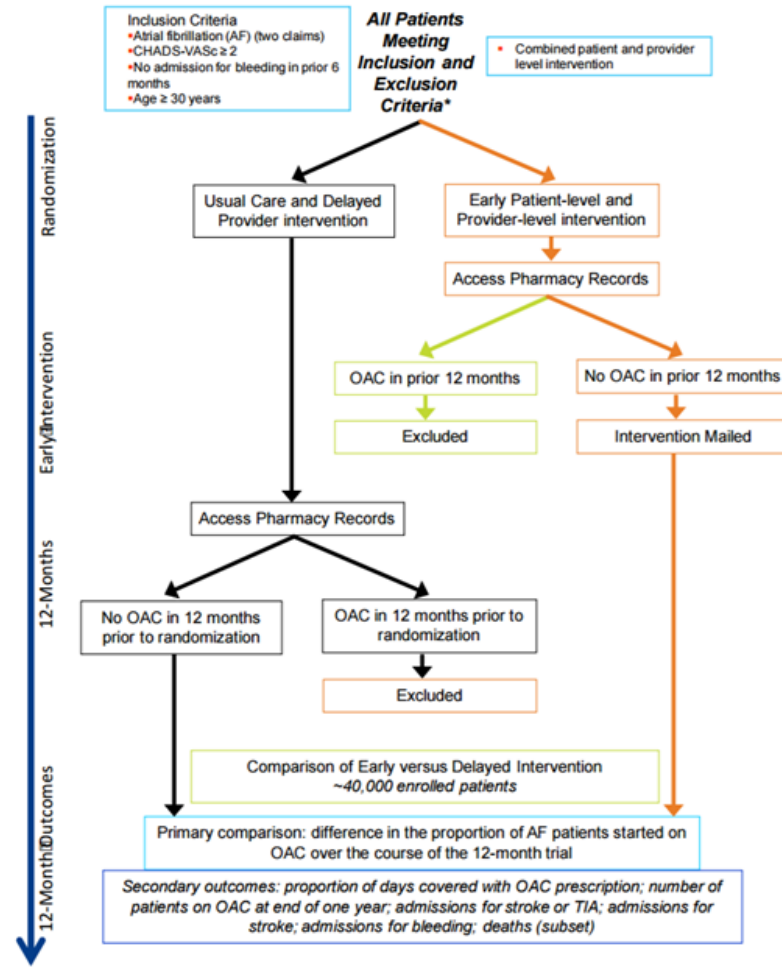 Inclusion Criteria
▪Atrial fibrillation (AF) (two claims)
▪CHADS-VASc ≥ 2
▪No admission for bleeding in prior 6
months
▪Age ≥ 30 years
All Patients
Meeting
Inclusion and
Exclusion
Criteria*
▪ Combined patient and provider
level intervention
Randomization
Usual Care and Delayed
Provider intervention
Early Patient-level and
Provider-level intervention
Access Pharmacy Records
OAC in prior 12 months
No OAC in prior 12 months
Early Intervention
Excluded
Intervention Mailed
Access Pharmacy Records
12-Months
No OAC in 12 months
prior to randomization
OAC in 12 months prior to
randomization
Excluded
Comparison of Early versus Delayed Intervention
~40,000 enrolled patients
12-Month Outcomes
Primary comparison: difference in the proportion of AF patients started on
OAC over the course of the 12-month trial
Secondary outcomes: proportion of days covered with OAC prescription; number of
patients on OAC at end of one year; admissions for stroke or TIA; admissions for
stroke; admissions for bleeding; deaths (subset)